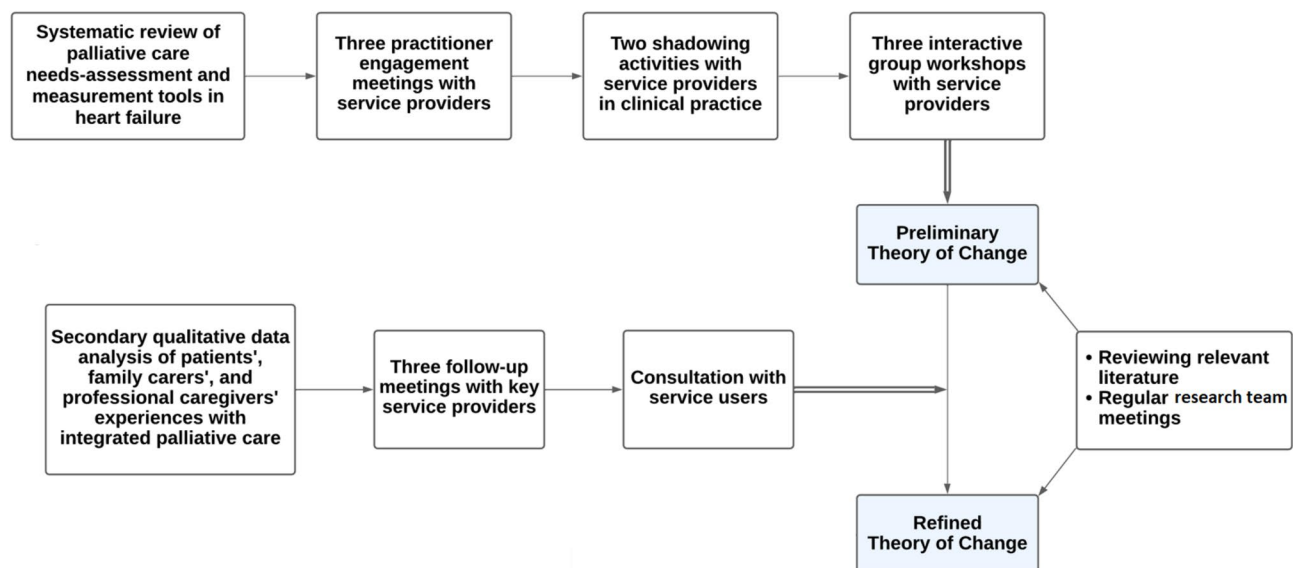 Systematic review of
palliative care
needs-assessment and
measurement tools in
heart failure
Three practitioner
engagement
meetings with
service providers
Two shadowing
activities with
service providers
in clinical practice
Three interactive
group workshops
with service
providers
Preliminary
Theory of Change
Secondary qualitative data
analysis of patients',
family carers', and
professional caregivers'
experiences with
integrated palliative care
Three follow-up
meetings with key
service providers
Consultation with
service users
• Reviewing relevant
literature
• Regular research team
meetings
Refined
Theory of Change